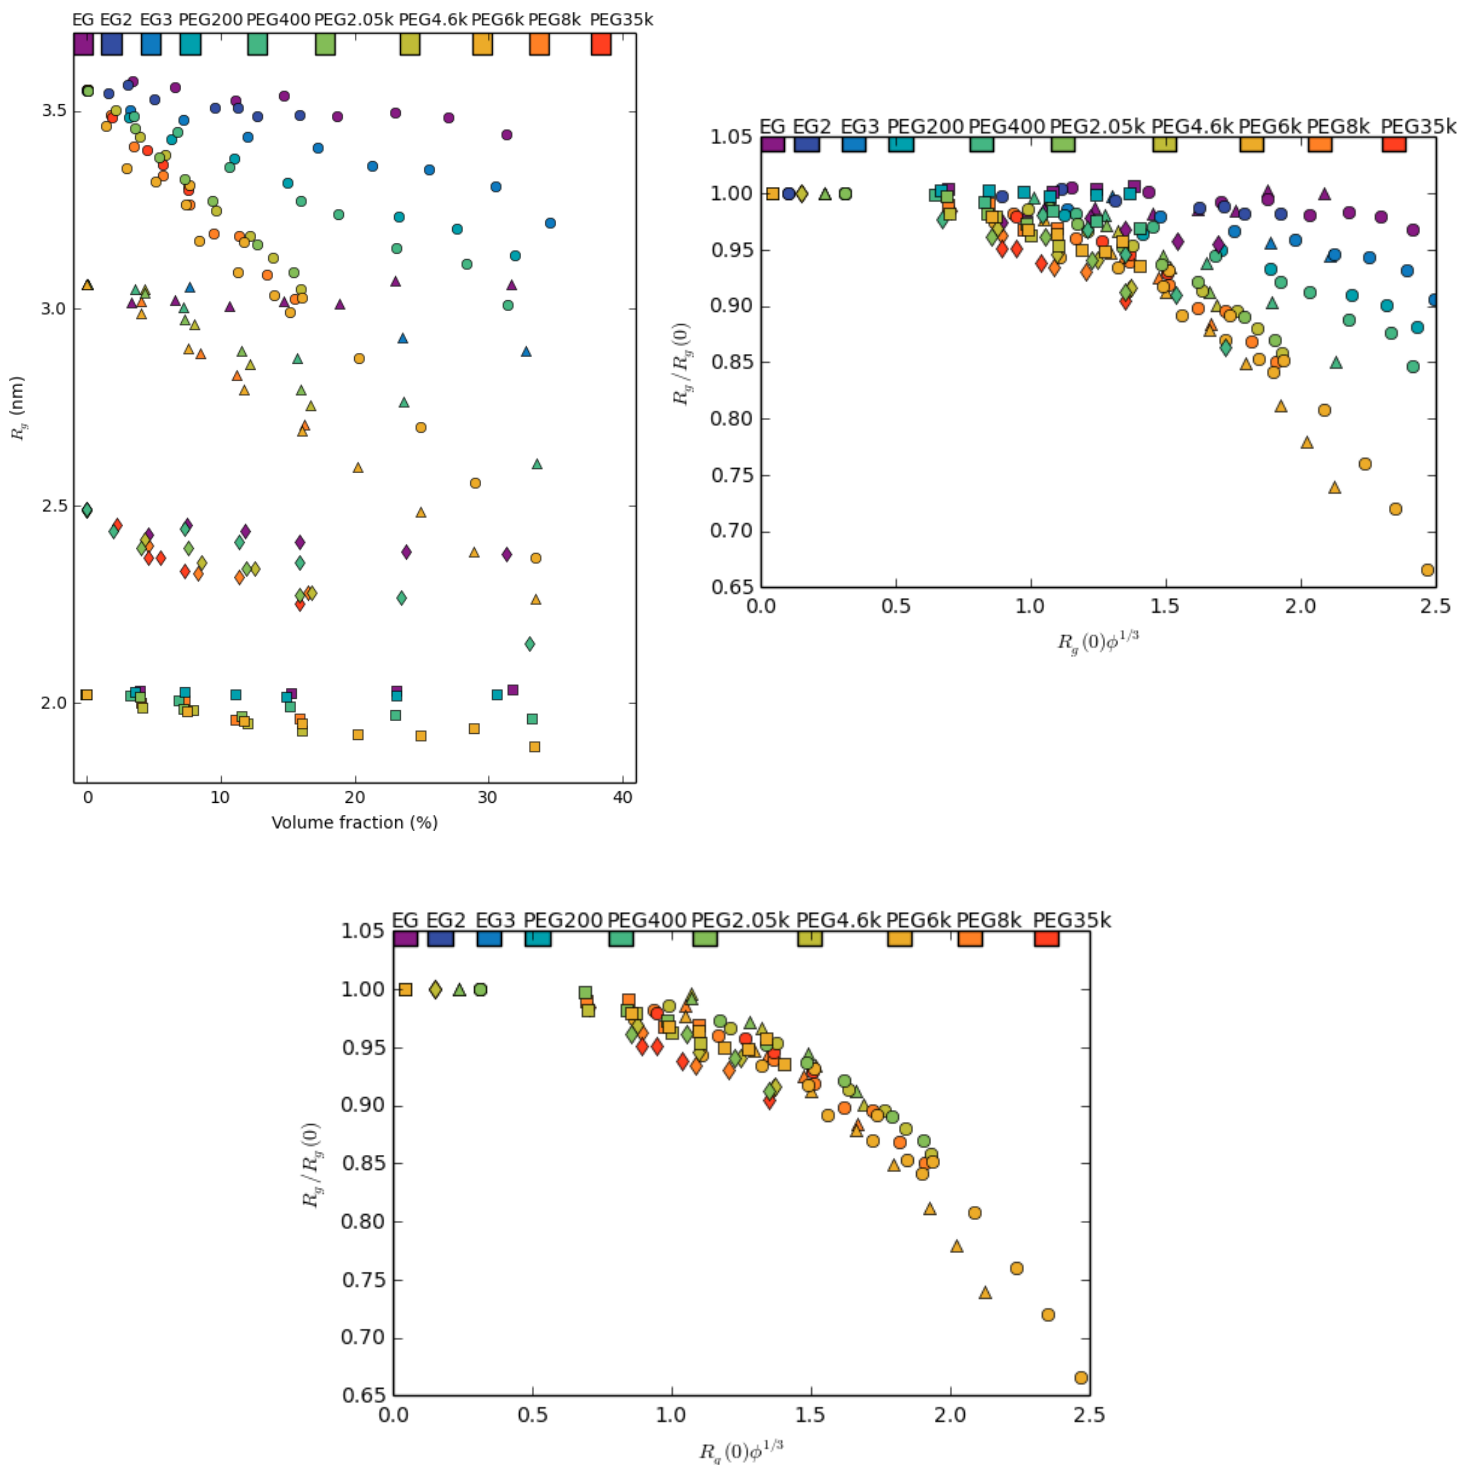 EG EG2 EG3 PEG200 PEG400 PEG2.05k PEG4.6k PEG6k PEG8k PEG35k
3.5
3.0
2.5
2.0
R_g (nm)
0 10 20 30 40
Volume fraction (%)
EG EG2 EG3 PEG200 PEG400 PEG2.05k PEG4.6k PEG6k PEG8k PEG35k
1.05
1.00
0.95
0.90
0.85
0.80
0.75
0.70
0.65
R_g/R_g(0)
0.0 0.5 1.0 1.5 2.0 2.5
R_g(0)ϕ^1/3
EG EG2 EG3 PEG200 PEG400 PEG2.05k PEG4.6k PEG6k PEG8k PEG35k
1.05
1.00
0.95
0.90
0.85
0.80
0.75
0.70
0.65
R_g/R_g(0)
0.0 0.5 1.0 1.5 2.0 2.5
R_g(0)ϕ^1/3